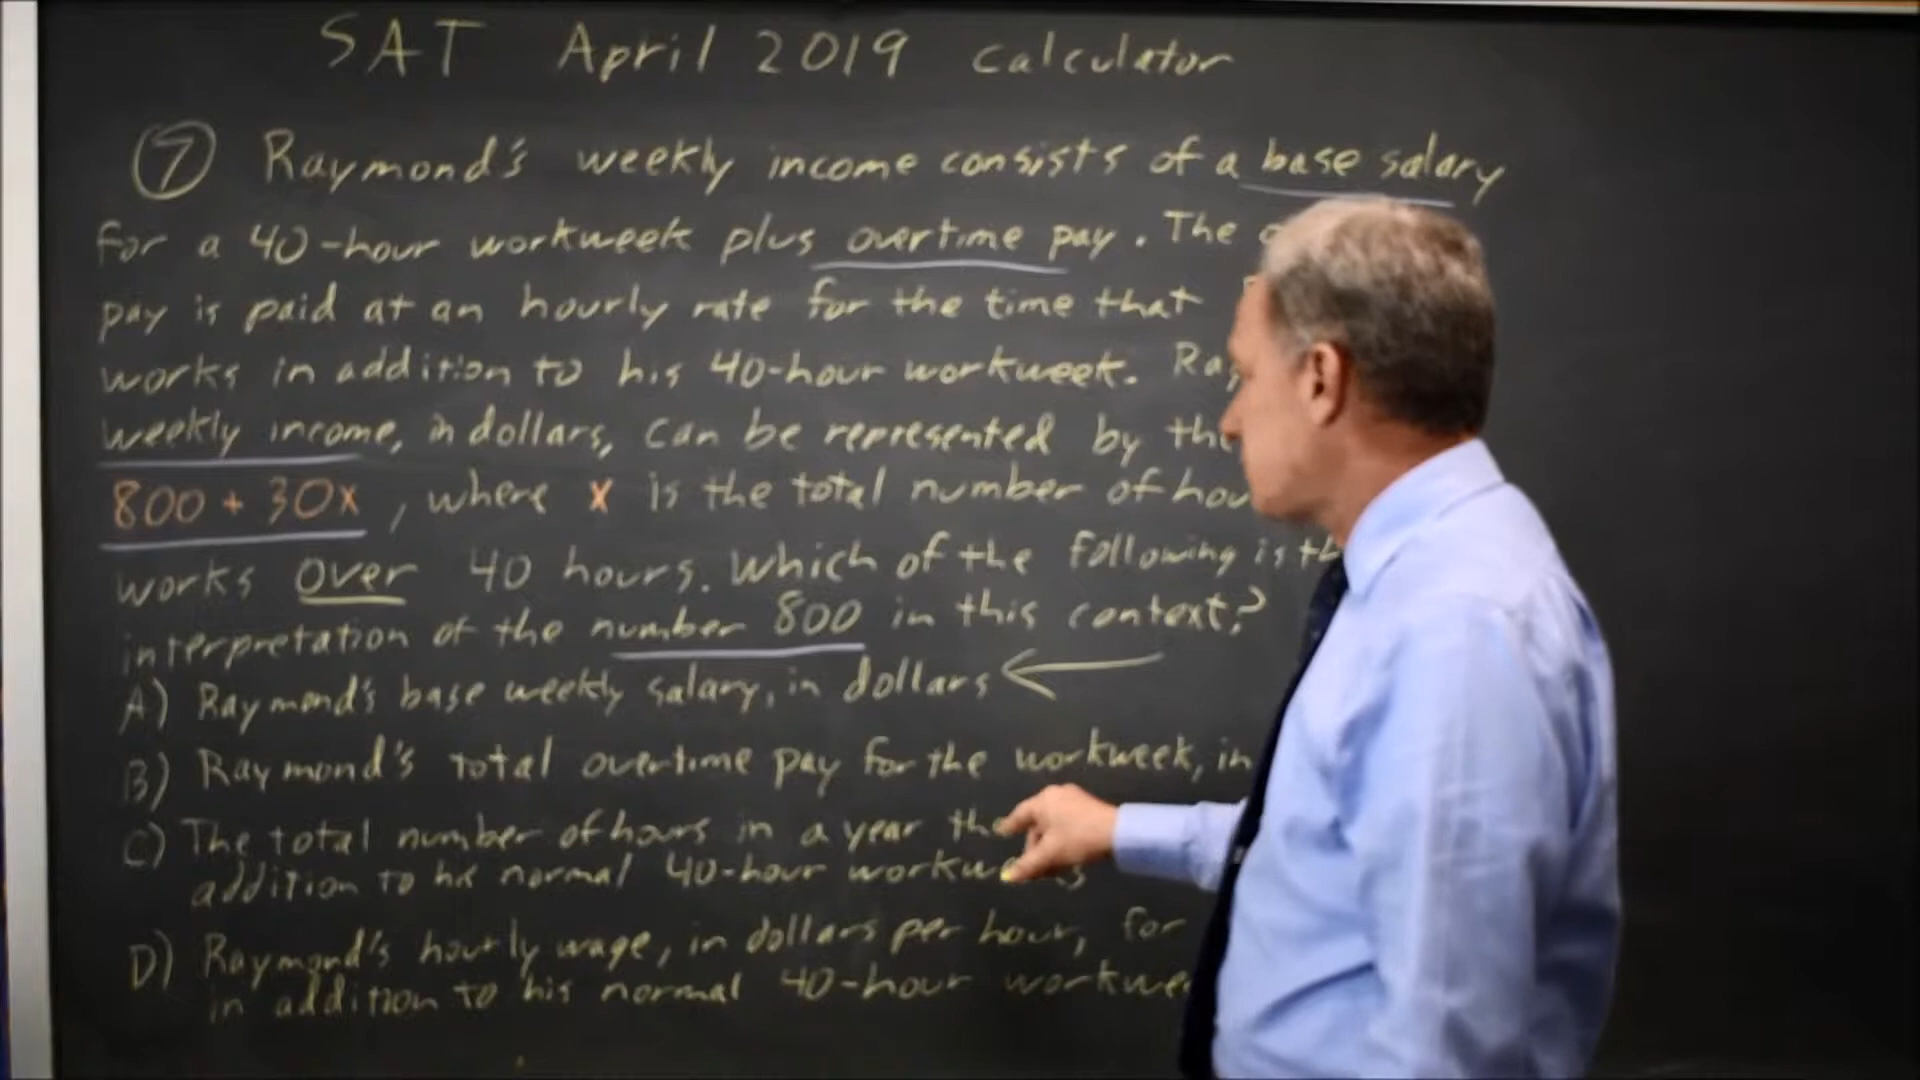 SAT April 2019 calculator
7 Raymond's weekly income consists of a base salary
for a 40-hour workweek plus overtime pay. The
pay is paid at an hourly rate for the time that
works in addition to his 40-hour workweek.
weekly income, in dollars, can be represented by the
800 + 30x, where x is the total number of
works over 40 hours. Which of the following is
interpretation of the number 800 in this context?
A) Raymond's base weekly salary, in dollars
B) Raymond's total overtime pay for the workweek, in
C) The total number of hours in a year
addition to his normal 40-hour
D) Raymond's hourly wage, in dollars per hour, for
in addition to his normal 40-hour